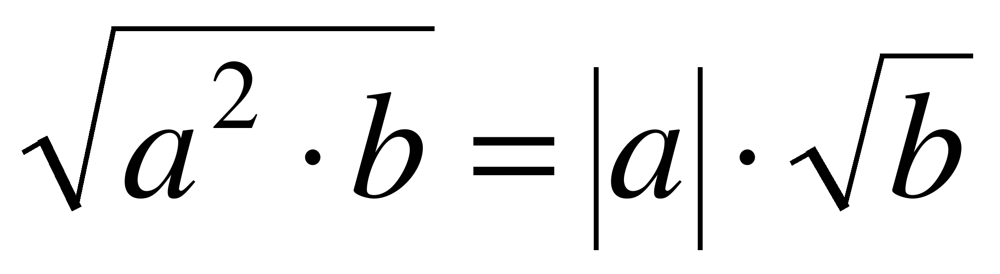 √(a² · b) = |a| · √b